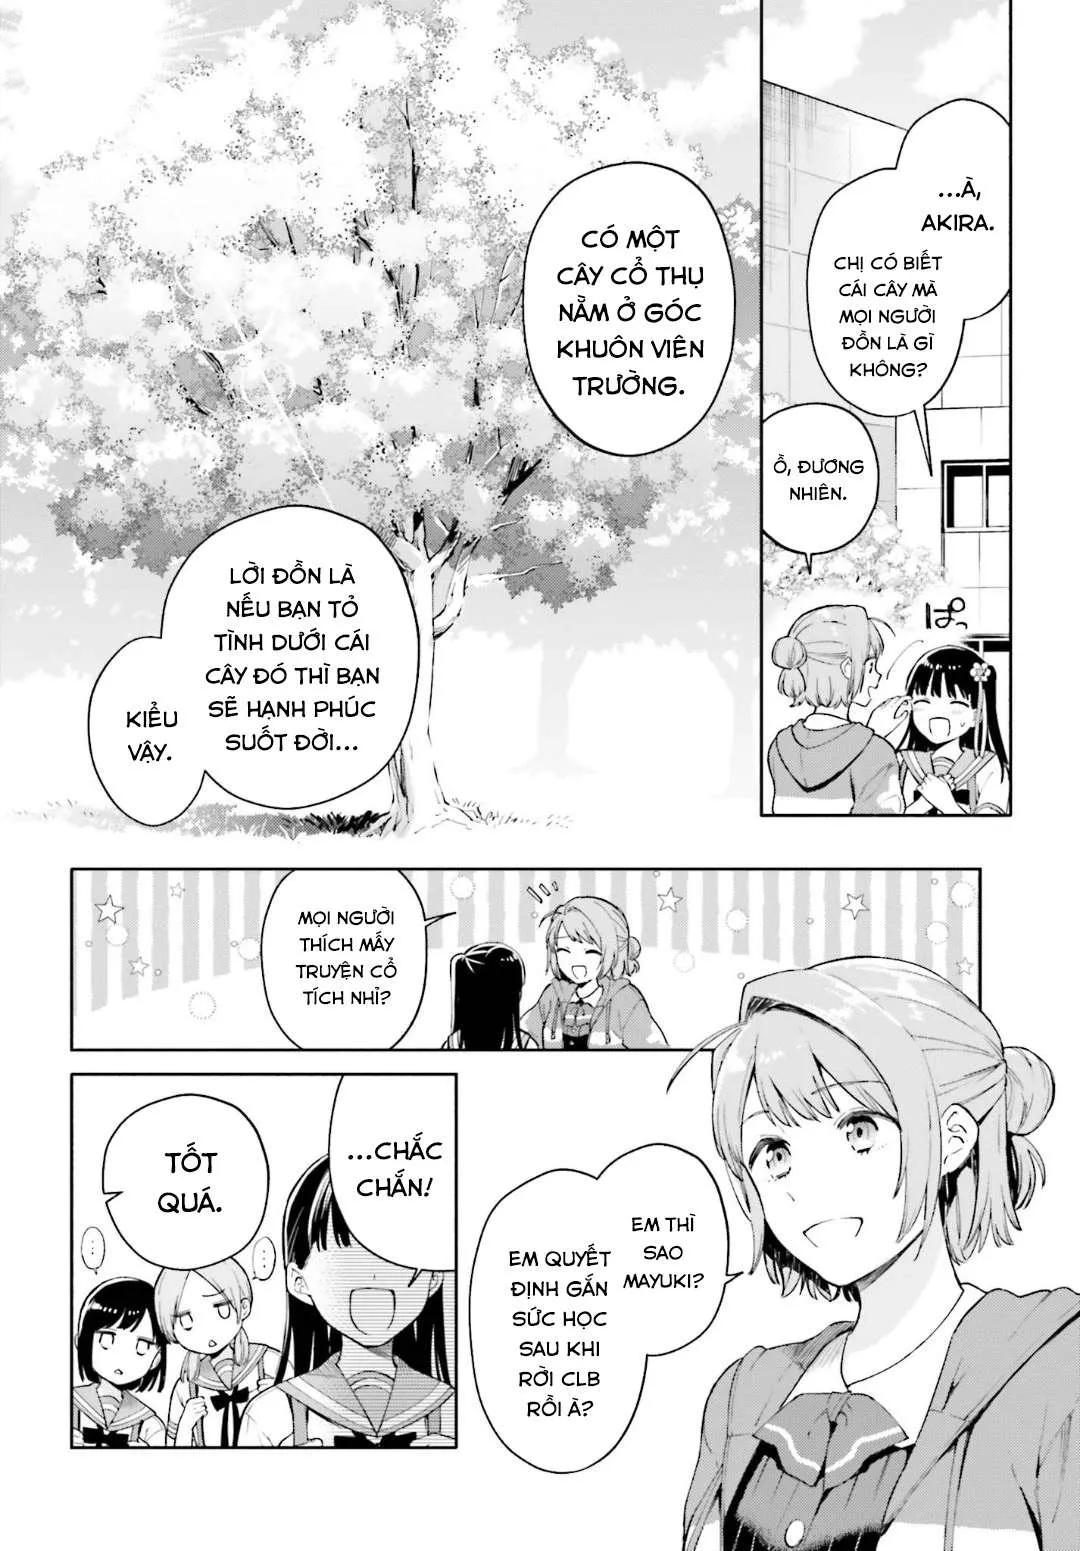 ...À,
AKIRA.
CHỊ CÓ BIẾT
CÁI CÂY MÀ
MỌI NGƯỜI
ĐỒN LÀ GÌ
KHÔNG?
Ồ, ĐƯƠNG
NHIÊN.
ぱっ
CÓ MỘT
CÂY CỔ THỤ
NẰM Ở GÓC
KHUÔN VIÊN
TRƯỜNG.
LỜI ĐỒN LÀ
NẾU BẠN TỎ
TÌNH DƯỚI CÁI
CÂY ĐÓ THÌ BẠN
SẼ HẠNH PHÚC
SUỐT ĐỜI...
KIỂU
VẬY.
MỌI NGƯỜI
THÍCH MẤY
TRUYỆN CỔ
TÍCH NHỈ?
EM THÌ
SAO
MAYUKI?
EM QUYẾT
ĐỊNH GẮN
SỨC HỌC
SAU KHI
RỜI CLB
RỒI À?
...CHẮC
CHẮN!
TỐT
QUÁ.
...
...